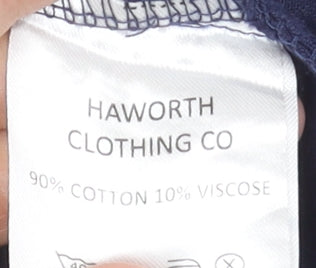 HAWORTH
CLOTHING CO
90% COTTON 10% VISCOSE